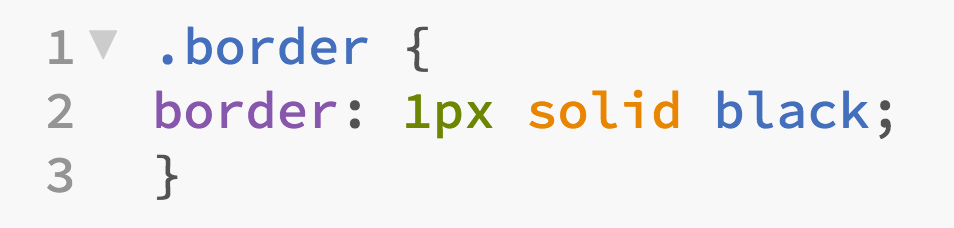 1 .border {
2 border: 1px solid black;
3 }